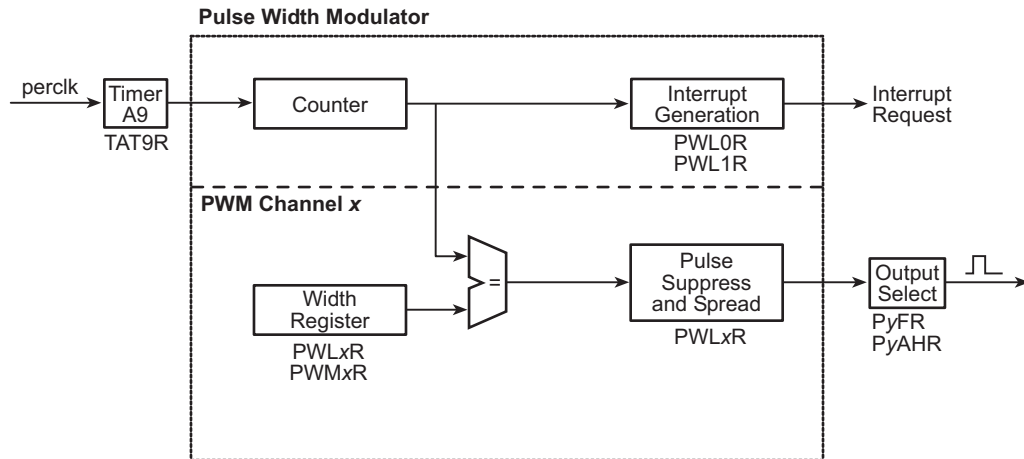 Pulse Width Modulator
perclk
Timer
A9
TAT9R
Counter
Interrupt
Generation
PWL0R
PWL1R
Interrupt
Request
PWM Channel x
Width
Register
PWLxR
PWMxR
=
Pulse
Suppress
and Spread
PWLxR
Output
Select
PyFR
PyAHR